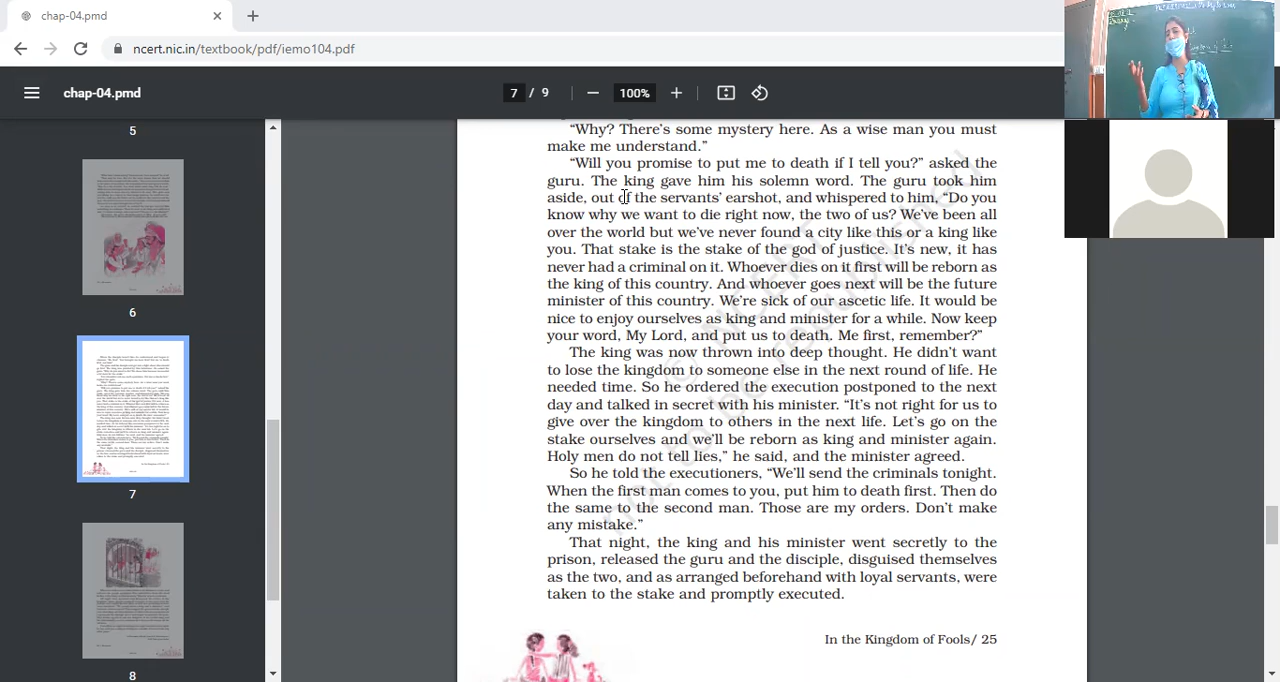 chap-04.pmd
ncert.nic.in/textbook/pdf/iemo104.pdf
chap-04.pmd
7 / 9
100%
5
6
7
8
“Why? There’s some mystery here. As a wise man you must
make me understand.”
“Will you promise to put me to death if I tell you?” asked the
guru. The king gave him his solemn word. The guru took him
aside, out of the servants’ earshot, and whispered to him, “Do you
know why we want to die right now, the two of us? We’ve been all
over the world but we’ve never found a city like this or a king like
you. That stake is the stake of the god of justice. It’s new, it has
never had a criminal on it. Whoever dies on it first will be reborn as
the king of this country. And whoever goes next will be the future
minister of this country. We’re sick of our ascetic life. It would be
nice to enjoy ourselves as king and minister for a while. Now keep
your word, My Lord, and put us to death. Me first, remember?”
The king was now thrown into deep thought. He didn’t want
to lose the kingdom to someone else in the next round of life. He
needed time. So he ordered the execution postponed to the next
day and talked in secret with his minister. “It’s not right for us to
give over the kingdom to others in the next life. Let’s go on the
stake ourselves and we’ll be reborn as king and minister again.
Holy men do not tell lies,” he said, and the minister agreed.
So he told the executioners, “We’ll send the criminals tonight.
When the first man comes to you, put him to death first. Then do
the same to the second man. Those are my orders. Don’t make
any mistake.”
That night, the king and his minister went secretly to the
prison, released the guru and the disciple, disguised themselves
as the two, and as arranged beforehand with loyal servants, were
taken to the stake and promptly executed.
In the Kingdom of Fools/ 25